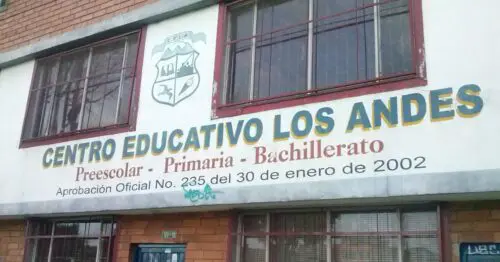 CENTRO EDUCATIVO LOS ANDES
Preescolar - Primaria - Bachillerato
Aprobación Oficial No. 235 del 30 de enero de 2002